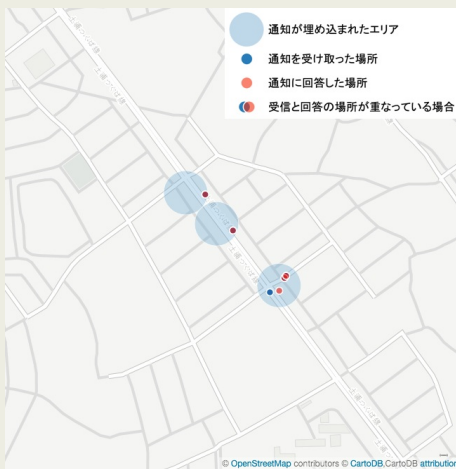 通知が埋め込まれたエリア
通知を受け取った場所
通知に回答した場所
受信と回答の場所が重なっている場合
© OpenStreetMap contributors © CartoDB,CartoDB attribution